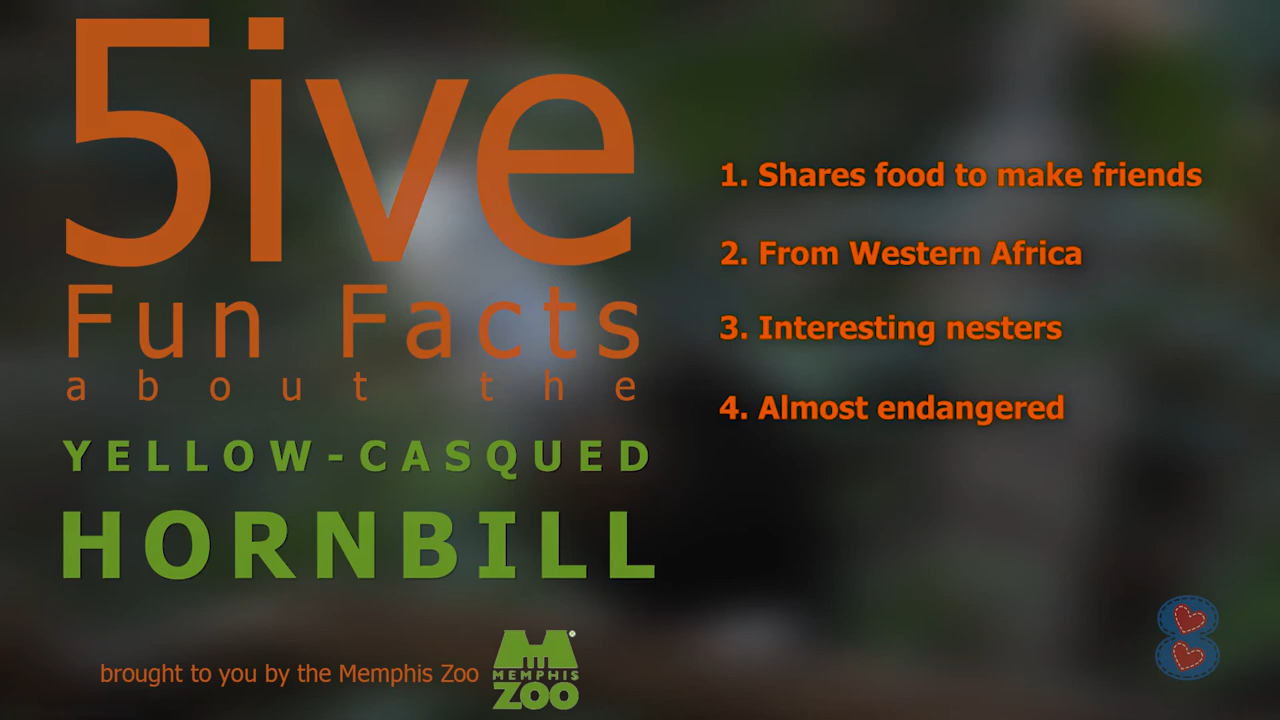 5ive
Fun Facts
about the
YELLOW-CASQUED
HORNBILL
1. Shares food to make friends
2. From Western Africa
3. Interesting nesters
4. Almost endangered
brought to you by the Memphis Zoo
MEMPHIS
ZOO